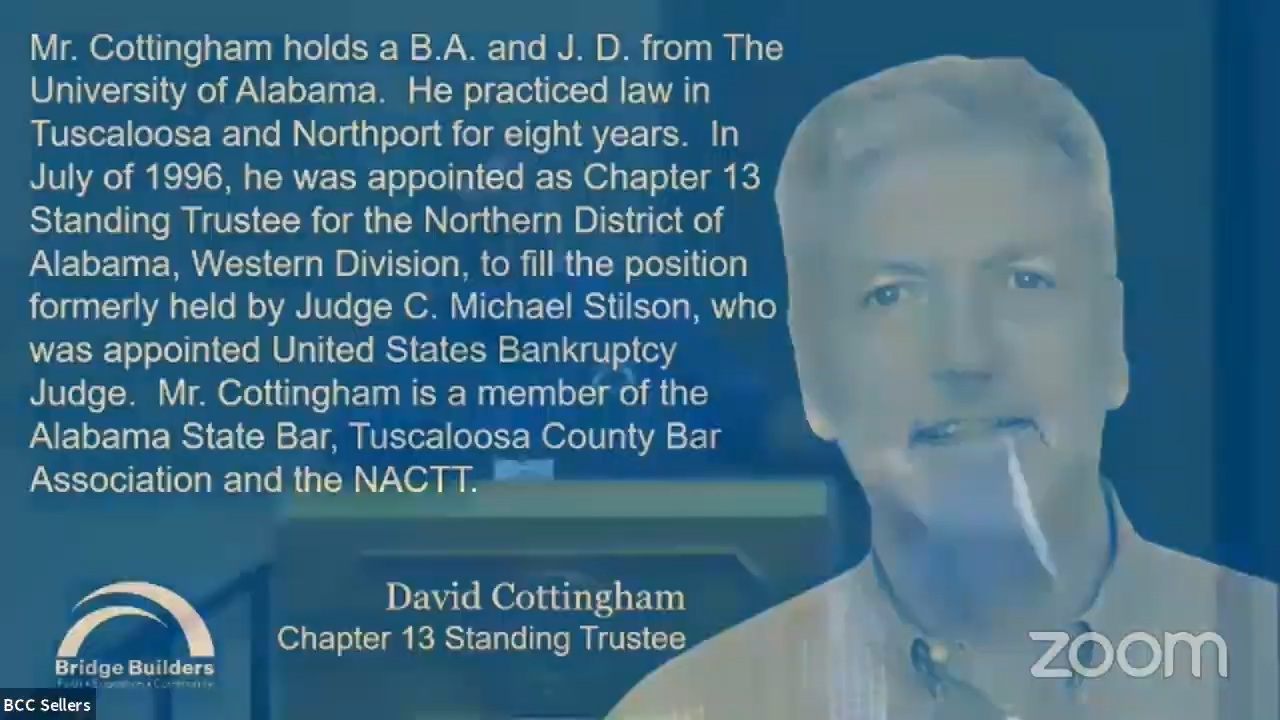 Mr. Cottingham holds a B.A. and J. D. from The
University of Alabama. He practiced law in
Tuscaloosa and Northport for eight years. In
July of 1996, he was appointed as Chapter 13
Standing Trustee for the Northern District of
Alabama, Western Division, to fill the position
formerly held by Judge C. Michael Stilson, who
was appointed United States Bankruptcy
Judge. Mr. Cottingham is a member of the
Alabama State Bar, Tuscaloosa County Bar
Association and the NACTT.
David Cottingham
Chapter 13 Standing Trustee
Bridge Builders
zoom
BCC Sellers